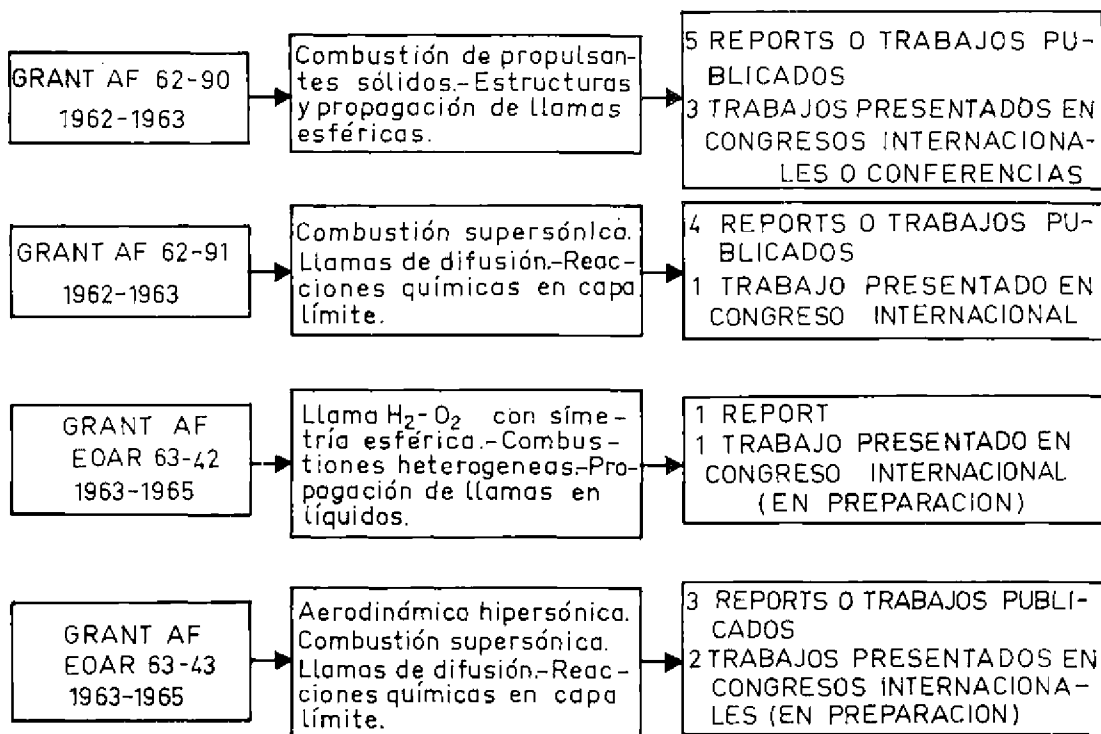 GRANT AF 62-90
1962-1963
Combustión de propulsan-
tes sólidos.-Estructuras
y propagación de llamas
esféricas.
5 REPORTS O TRABAJOS PU-
BLICADOS
3 TRABAJOS PRESENTADOS EN
CONGRESOS INTERNACIONA-
LES O CONFERENCIAS
GRANT AF 62-91
1962-1963
Combustión supersónica.
Llamas de difusión.-Reac-
ciones químicas en capa
límite.
4 REPORTS O TRABAJOS PU-
BLICADOS
1 TRABAJO PRESENTADO EN
CONGRESO INTERNACIONAL
GRANT AF
EOAR 63-42
1963-1965
Llama H₂-O₂ con síme-
tría esférica.-Combus-
tiones heterogeneas.-Pro-
pagación de llamas en
líquidos.
1 REPORT
1 TRABAJO PRESENTADO EN
CONGRESO INTERNACIONAL
(EN PREPARACION)
GRANT AF
EOAR 63-43
1963-1965
Aerodinámica hipersónica.
Combustión supersónica.
Llamas de difusión.-Reac-
ciones químicas en capa
límite.
3 REPORTS O TRABAJOS PUBLI-
CADOS
2 TRABAJOS PRESENTADOS EN
CONGRESOS INTERNACIONA-
LES (EN PREPARACION)